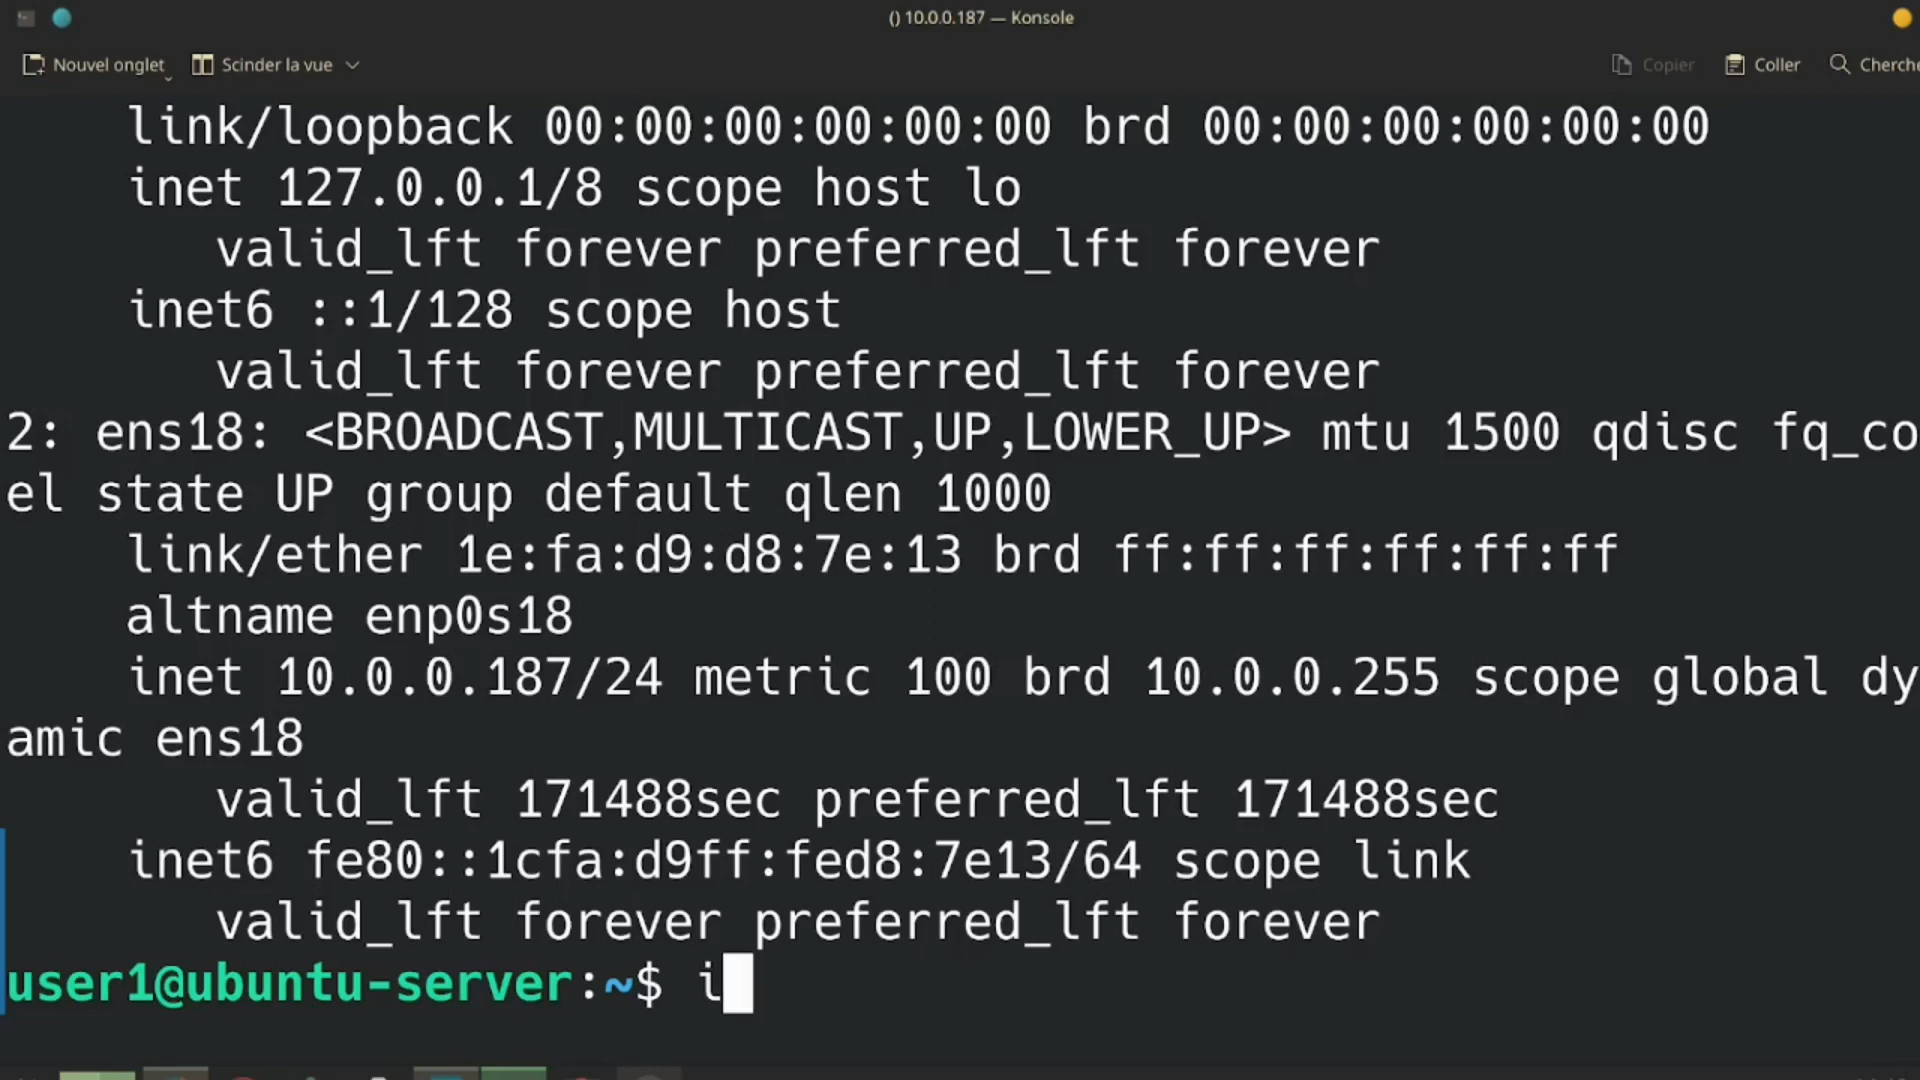 () 10.0.0.187 — Konsole
Nouvel onglet Scinder la vue Copier Coller Cherche
link/loopback 00:00:00:00:00:00 brd 00:00:00:00:00:00
inet 127.0.0.1/8 scope host lo
valid_lft forever preferred_lft forever
inet6 ::1/128 scope host
valid_lft forever preferred_lft forever
2: ens18: <BROADCAST,MULTICAST,UP,LOWER_UP> mtu 1500 qdisc fq_co
el state UP group default qlen 1000
link/ether 1e:fa:d9:d8:7e:13 brd ff:ff:ff:ff:ff:ff
altname enp0s18
inet 10.0.0.187/24 metric 100 brd 10.0.0.255 scope global dy
amic ens18
valid_lft 171488sec preferred_lft 171488sec
inet6 fe80::1cfa:d9ff:fed8:7e13/64 scope link
valid_lft forever preferred_lft forever
user1@ubuntu-server:~$ i